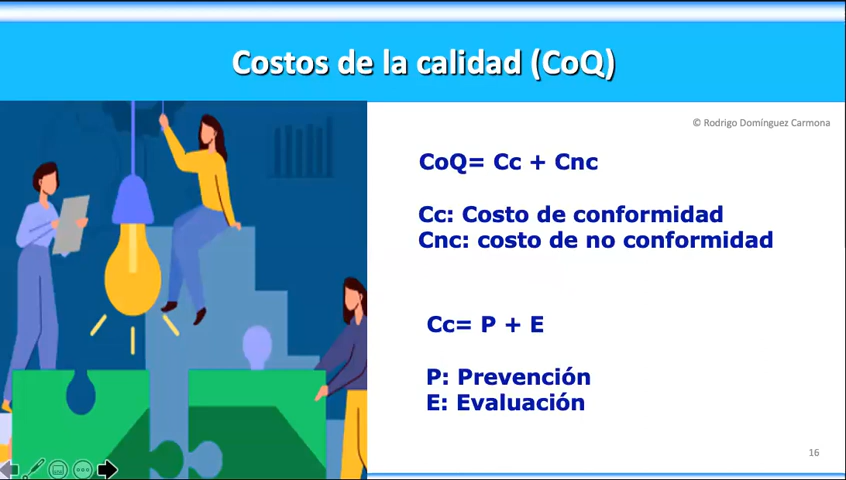 Costos de la calidad (CoQ)
© Rodrigo Domínguez Carmona
CoQ= Cc + Cnc
Cc: Costo de conformidad
Cnc: costo de no conformidad
Cc= P + E
P: Prevención
E: Evaluación
16